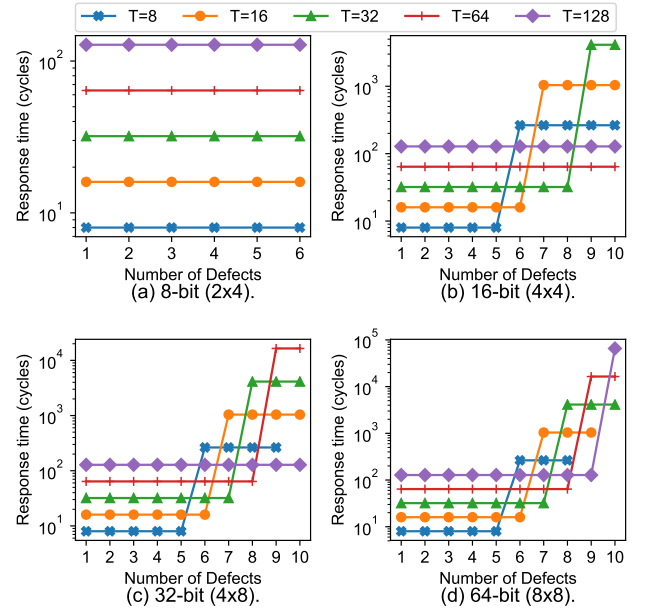 T=8 T=16 T=32 T=64 T=128
Response time (cycles)
10^2
10^1
1 2 3 4 5 6
Number of Defects
(a) 8-bit (2x4).
Response time (cycles)
10^3
10^2
10^1
1 2 3 4 5 6 7 8 9 10
Number of Defects
(b) 16-bit (4x4).
Response time (cycles)
10^4
10^3
10^2
10^1
1 2 3 4 5 6 7 8 9 10
Number of Defects
(c) 32-bit (4x8).
Response time (cycles)
10^5
10^4
10^3
10^2
10^1
1 2 3 4 5 6 7 8 9 10
Number of Defects
(d) 64-bit (8x8).